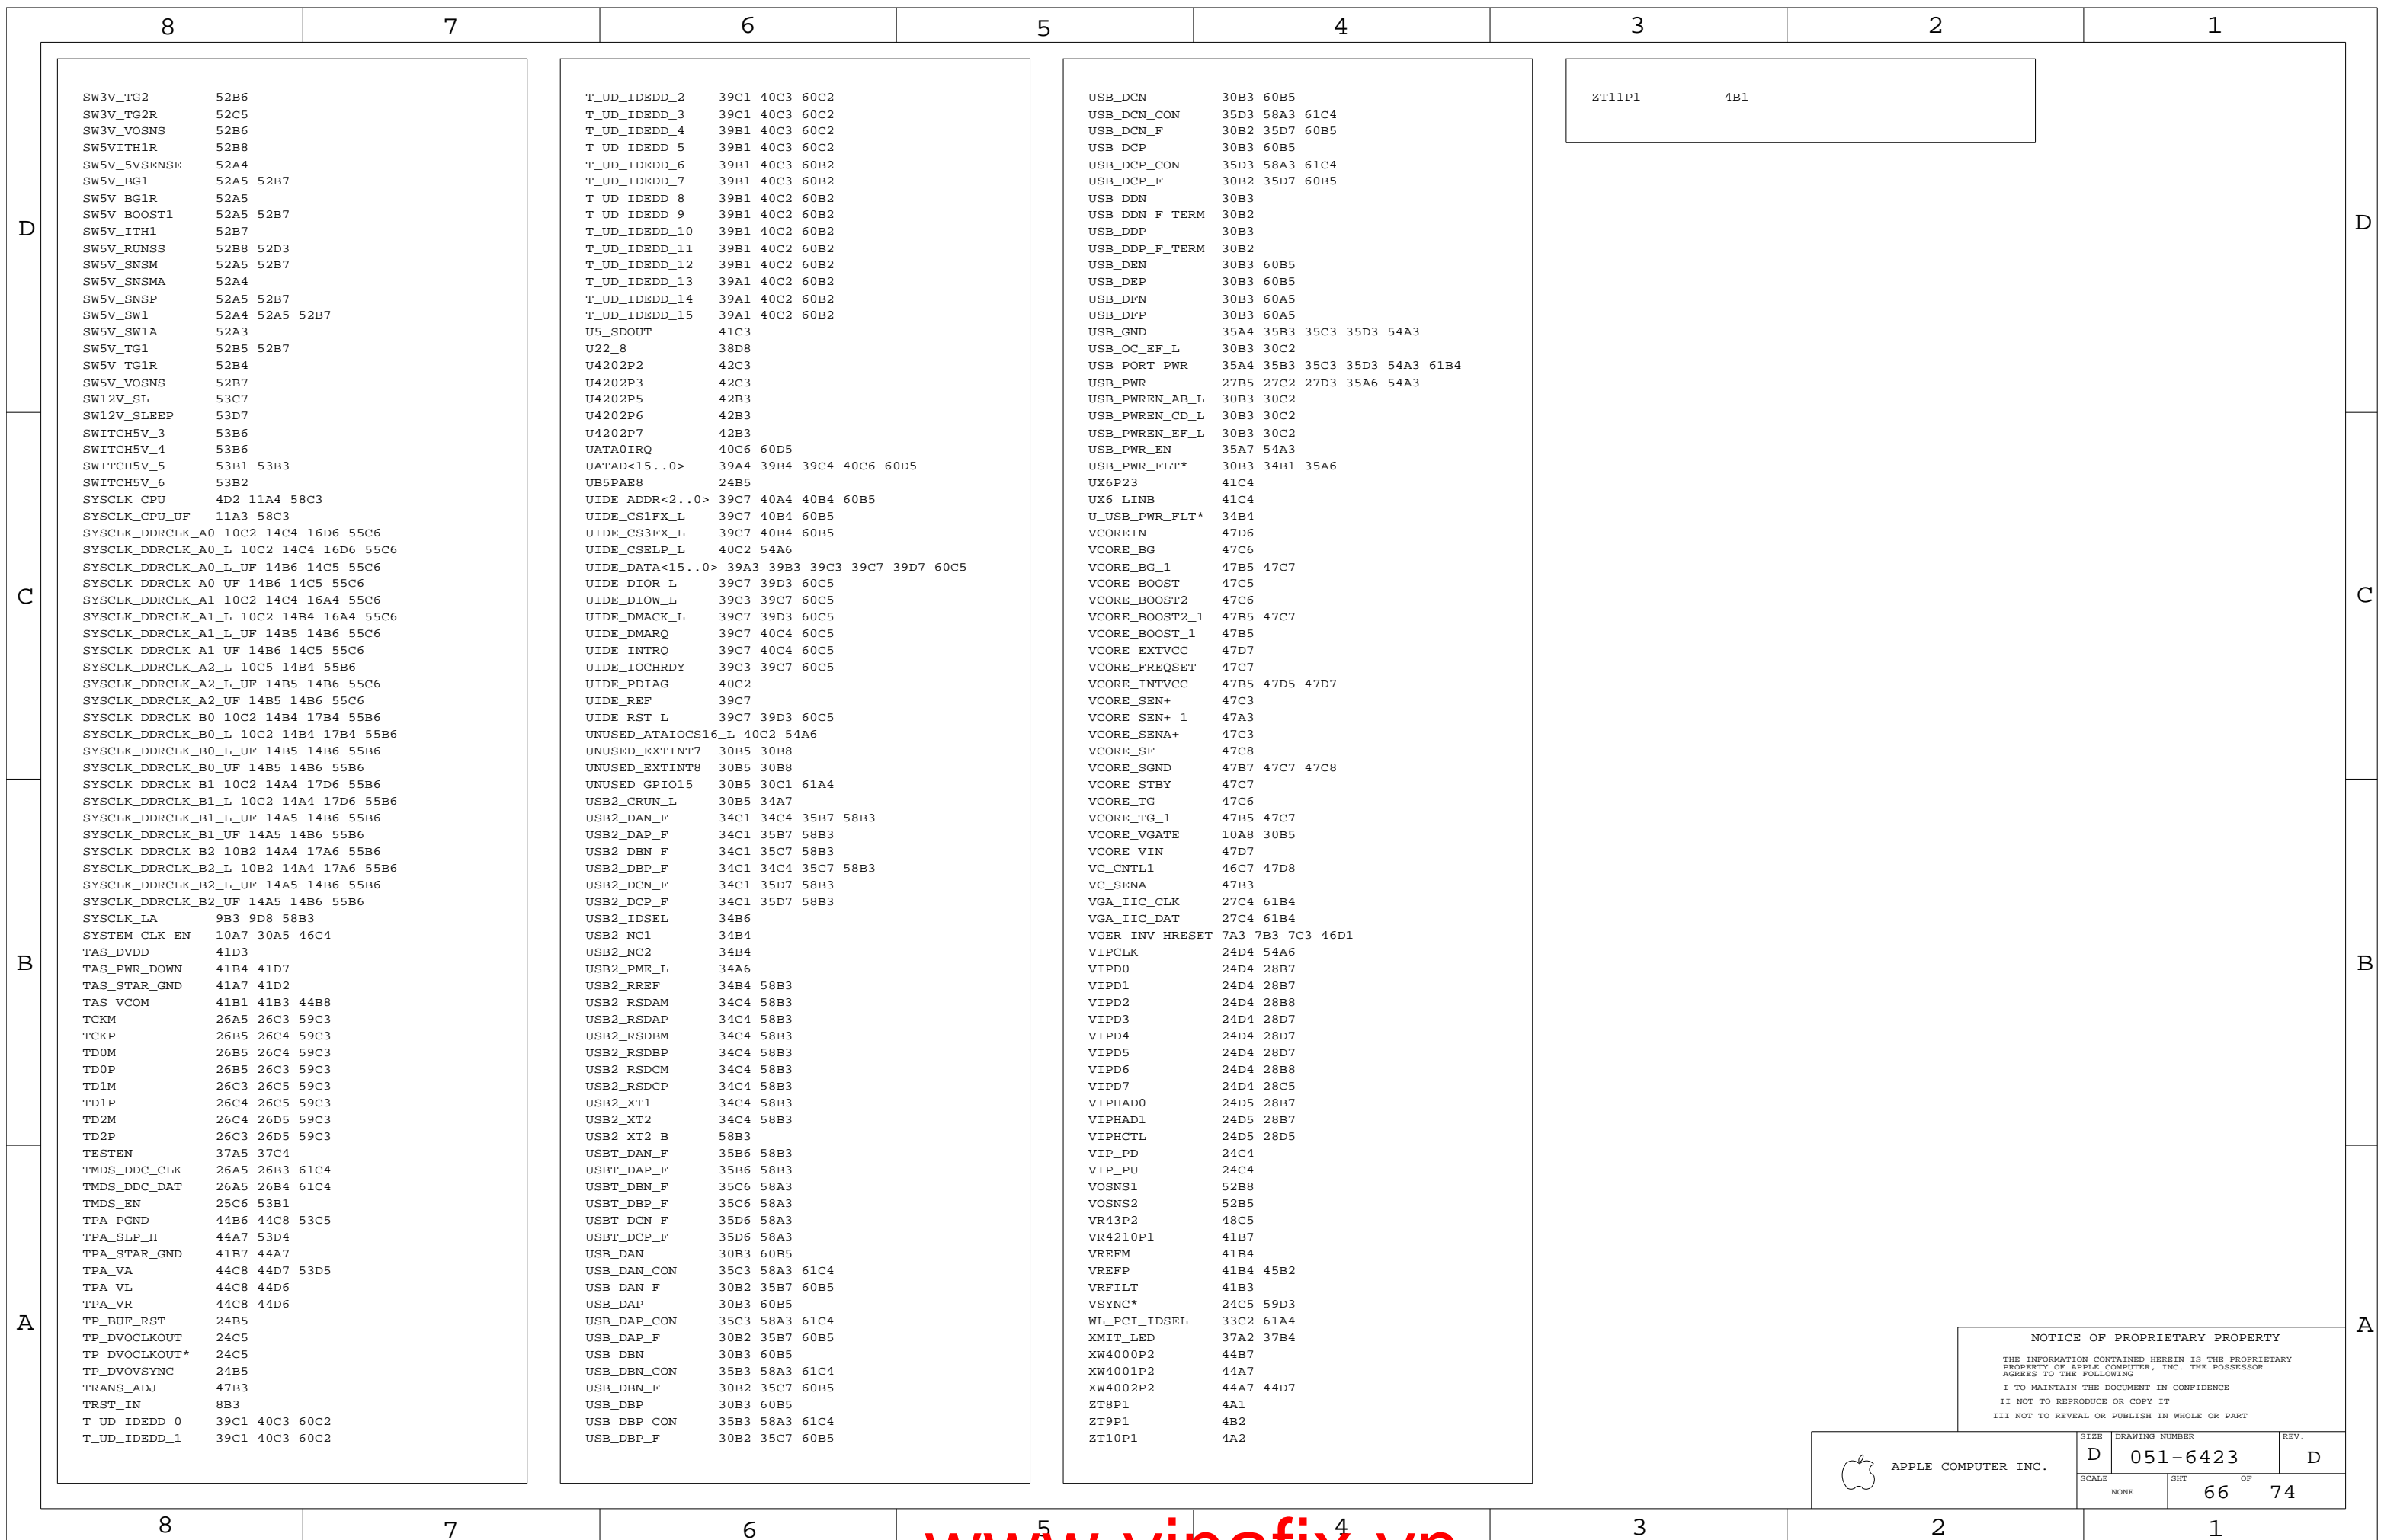 8 7 6 5 4 3 2 1
SW3V_TG2 52B6
SW3V_TG2R 52C5
SW3V_VOSNS 52B6
SW5VITH1R 52B8
SW5V_5VSENSE 52A4
SW5V_BG1 52A5 52B7
SW5V_BG1R 52A5
SW5V_BOOST1 52A5 52B7
SW5V_ITH1 52B7
SW5V_RUNSS 52B8 52D3
SW5V_SNSM 52A5 52B7
SW5V_SNSMA 52A4
SW5V_SNSP 52A5 52B7
SW5V_SW1 52A4 52A5 52B7
SW5V_SW1A 52A3
SW5V_TG1 52B5 52B7
SW5V_TG1R 52B4
SW5V_VOSNS 52B7
SW12V_SL 53C7
SW12V_SLEEP 53D7
SWITCH5V_3 53B6
SWITCH5V_4 53B6
SWITCH5V_5 53B1 53B3
SWITCH5V_6 53B2
SYSCLK_CPU 4D2 11A4 58C3
SYSCLK_CPU_UF 11A3 58C3
SYSCLK_DDRCLK_A0 10C2 14C4 16D6 55C6
SYSCLK_DDRCLK_A0_L 10C2 14C4 16D6 55C6
SYSCLK_DDRCLK_A0_L_UF 14B6 14C5 55C6
SYSCLK_DDRCLK_A0_UF 14B6 14C5 55C6
SYSCLK_DDRCLK_A1 10C2 14C4 16A4 55C6
SYSCLK_DDRCLK_A1_L 10C2 14B4 16A4 55C6
SYSCLK_DDRCLK_A1_L_UF 14B5 14B6 55C6
SYSCLK_DDRCLK_A1_UF 14B6 14C5 55C6
SYSCLK_DDRCLK_A2_L 10C5 14B4 55B6
SYSCLK_DDRCLK_A2_L_UF 14B5 14B6 55C6
SYSCLK_DDRCLK_A2_UF 14B5 14B6 55C6
SYSCLK_DDRCLK_B0 10C2 14B4 17B4 55B6
SYSCLK_DDRCLK_B0_L 10C2 14B4 17B4 55B6
SYSCLK_DDRCLK_B0_L_UF 14B5 14B6 55B6
SYSCLK_DDRCLK_B0_UF 14B5 14B6 55B6
SYSCLK_DDRCLK_B1 10C2 14A4 17D6 55B6
SYSCLK_DDRCLK_B1_L 10C2 14A4 17D6 55B6
SYSCLK_DDRCLK_B1_L_UF 14A5 14B6 55B6
SYSCLK_DDRCLK_B1_UF 14A5 14B6 55B6
SYSCLK_DDRCLK_B2 10B2 14A4 17A6 55B6
SYSCLK_DDRCLK_B2_L 10B2 14A4 17A6 55B6
SYSCLK_DDRCLK_B2_L_UF 14A5 14B6 55B6
SYSCLK_DDRCLK_B2_UF 14A5 14B6 55B6
SYSCLK_LA 9B3 9D8 58B3
SYSTEM_CLK_EN 10A7 30A5 46C4
TAS_DVDD 41D3
TAS_PWR_DOWN 41B4 41D7
TAS_STAR_GND 41A7 41D2
TAS_VCOM 41B1 41B3 44B8
TCKM 26A5 26C3 59C3
TCKP 26B5 26C4 59C3
TD0M 26B5 26C4 59C3
TD0P 26B5 26C3 59C3
TD1M 26C3 26C5 59C3
TD1P 26C4 26C5 59C3
TD2M 26C4 26D5 59C3
TD2P 26C3 26D5 59C3
TESTEN 37A5 37C4
TMDS_DDC_CLK 26A5 26B3 61C4
TMDS_DDC_DAT 26A5 26B4 61C4
TMDS_EN 25C6 53B1
TPA_PGND 44B6 44C8 53C5
TPA_SLP_H 44A7 53D4
TPA_STAR_GND 41B7 44A7
TPA_VA 44C8 44D7 53D5
TPA_VL 44C8 44D6
TPA_VR 44C8 44D6
TP_BUF_RST 24B5
TP_DVOCLKOUT 24C5
TP_DVOCLKOUT* 24C5
TP_DVOVSYNC 24B5
TRANS_ADJ 47B3
TRST_IN 8B3
T_UD_IDEDD_0 39C1 40C3 60C2
T_UD_IDEDD_1 39C1 40C3 60C2
T_UD_IDEDD_2 39C1 40C3 60C2
T_UD_IDEDD_3 39C1 40C3 60C2
T_UD_IDEDD_4 39B1 40C3 60C2
T_UD_IDEDD_5 39B1 40C3 60C2
T_UD_IDEDD_6 39B1 40C3 60B2
T_UD_IDEDD_7 39B1 40C3 60B2
T_UD_IDEDD_8 39B1 40C2 60B2
T_UD_IDEDD_9 39B1 40C2 60B2
T_UD_IDEDD_10 39B1 40C2 60B2
T_UD_IDEDD_11 39B1 40C2 60B2
T_UD_IDEDD_12 39B1 40C2 60B2
T_UD_IDEDD_13 39A1 40C2 60B2
T_UD_IDEDD_14 39A1 40C2 60B2
T_UD_IDEDD_15 39A1 40C2 60B2
U5_SDOUT 41C3
U22_8 38D8
U4202P2 42C3
U4202P3 42C3
U4202P5 42B3
U4202P6 42B3
U4202P7 42B3
UATA0IRQ 40C6 60D5
UATAD<15..0> 39A4 39B4 39C4 40C6 60D5
UB5PAE8 24B5
UIDE_ADDR<2..0> 39C7 40A4 40B4 60B5
UIDE_CS1FX_L 39C7 40B4 60B5
UIDE_CS3FX_L 39C7 40B4 60B5
UIDE_CSELP_L 40C2 54A6
UIDE_DATA<15..0> 39A3 39B3 39C3 39C7 39D7 60C5
UIDE_DIOR_L 39C7 39D3 60C5
UIDE_DIOW_L 39C3 39C7 60C5
UIDE_DMACK_L 39C7 39D3 60C5
UIDE_DMARQ 39C7 40C4 60C5
UIDE_INTRQ 39C7 40C4 60C5
UIDE_IOCHRDY 39C3 39C7 60C5
UIDE_PDIAG 40C2
UIDE_REF 39C7
UIDE_RST_L 39C7 39D3 60C5
UNUSED_ATAIOCS16_L 40C2 54A6
UNUSED_EXTINT7 30B5 30B8
UNUSED_EXTINT8 30B5 30B8
UNUSED_GPIO15 30B5 30C1 61A4
USB2_CRUN_L 30B5 34A7
USB2_DAN_F 34C1 34C4 35B7 58B3
USB2_DAP_F 34C1 35B7 58B3
USB2_DBN_F 34C1 35C7 58B3
USB2_DBP_F 34C1 34C4 35C7 58B3
USB2_DCN_F 34C1 35D7 58B3
USB2_DCP_F 34C1 35D7 58B3
USB2_IDSEL 34B6
USB2_NC1 34B4
USB2_NC2 34B4
USB2_PME_L 34A6
USB2_RREF 34B4 58B3
USB2_RSDAM 34C4 58B3
USB2_RSDAP 34C4 58B3
USB2_RSDBM 34C4 58B3
USB2_RSDBP 34C4 58B3
USB2_RSDCM 34C4 58B3
USB2_RSDCP 34C4 58B3
USB2_XT1 34C4 58B3
USB2_XT2 34C4 58B3
USB2_XT2_B 58B3
USBT_DAN_F 35B6 58B3
USBT_DAP_F 35B6 58B3
USBT_DBN_F 35C6 58A3
USBT_DBP_F 35C6 58A3
USBT_DCN_F 35D6 58A3
USBT_DCP_F 35D6 58A3
USB_DAN 30B3 60B5
USB_DAN_CON 35C3 58A3 61C4
USB_DAN_F 30B2 35B7 60B5
USB_DAP 30B3 60B5
USB_DAP_CON 35C3 58A3 61C4
USB_DAP_F 30B2 35B7 60B5
USB_DBN 30B3 60B5
USB_DBN_CON 35B3 58A3 61C4
USB_DBN_F 30B2 35C7 60B5
USB_DBP 30B3 60B5
USB_DBP_CON 35B3 58A3 61C4
USB_DBP_F 30B2 35C7 60B5
USB_DCN 30B3 60B5
USB_DCN_CON 35D3 58A3 61C4
USB_DCN_F 30B2 35D7 60B5
USB_DCP 30B3 60B5
USB_DCP_CON 35D3 58A3 61C4
USB_DCP_F 30B2 35D7 60B5
USB_DDN 30B3
USB_DDN_F_TERM 30B2
USB_DDP 30B3
USB_DDP_F_TERM 30B2
USB_DEN 30B3 60B5
USB_DEP 30B3 60B5
USB_DFN 30B3 60A5
USB_DFP 30B3 60A5
USB_GND 35A4 35B3 35C3 35D3 54A3
USB_OC_EF_L 30B3 30C2
USB_PORT_PWR 35A4 35B3 35C3 35D3 54A3 61B4
USB_PWR 27B5 27C2 27D3 35A6 54A3
USB_PWREN_AB_L 30B3 30C2
USB_PWREN_CD_L 30B3 30C2
USB_PWREN_EF_L 30B3 30C2
USB_PWR_EN 35A7 54A3
USB_PWR_FLT* 30B3 34B1 35A6
UX6P23 41C4
UX6_LINB 41C4
U_USB_PWR_FLT* 34B4
VCOREIN 47D6
VCORE_BG 47C6
VCORE_BG_1 47B5 47C7
VCORE_BOOST 47C5
VCORE_BOOST2 47C6
VCORE_BOOST2_1 47B5 47C7
VCORE_BOOST_1 47B5
VCORE_EXTVCC 47D7
VCORE_FREQSET 47C7
VCORE_INTVCC 47B5 47D5 47D7
VCORE_SEN+ 47C3
VCORE_SEN+_1 47A3
VCORE_SENA+ 47C3
VCORE_SF 47C8
VCORE_SGND 47B7 47C7 47C8
VCORE_STBY 47C7
VCORE_TG 47C6
VCORE_TG_1 47B5 47C7
VCORE_VGATE 10A8 30B5
VCORE_VIN 47D7
VC_CNTL1 46C7 47D8
VC_SENA 47B3
VGA_IIC_CLK 27C4 61B4
VGA_IIC_DAT 27C4 61B4
VGER_INV_HRESET 7A3 7B3 7C3 46D1
VIPCLK 24D4 54A6
VIPD0 24D4 28B7
VIPD1 24D4 28B7
VIPD2 24D4 28B8
VIPD3 24D4 28D7
VIPD4 24D4 28D7
VIPD5 24D4 28D7
VIPD6 24D4 28B8
VIPD7 24D4 28C5
VIPHAD0 24D5 28B7
VIPHAD1 24D5 28B7
VIPHCTL 24D5 28D5
VIP_PD 24C4
VIP_PU 24C4
VOSNS1 52B8
VOSNS2 52B5
VR43P2 48C5
VR4210P1 41B7
VREFM 41B4
VREFP 41B4 45B2
VRFILT 41B3
VSYNC* 24C5 59D3
WL_PCI_IDSEL 33C2 61A4
XMIT_LED 37A2 37B4
XW4000P2 44B7
XW4001P2 44A7
XW4002P2 44A7 44D7
ZT8P1 4A1
ZT9P1 4B2
ZT10P1 4A2
ZT11P1 4B1
D D
C C
B B
A A
NOTICE OF PROPRIETARY PROPERTY
THE INFORMATION CONTAINED HEREIN IS THE PROPRIETARY
PROPERTY OF APPLE COMPUTER, INC. THE POSSESSOR
AGREES TO THE FOLLOWING
I TO MAINTAIN THE DOCUMENT IN CONFIDENCE
II NOT TO REPRODUCE OR COPY IT
III NOT TO REVEAL OR PUBLISH IN WHOLE OR PART
APPLE COMPUTER INC.
SIZE DRAWING NUMBER REV.
D 051-6423 D
SCALE SHT OF
NONE 66 74
8 7 6 5 4 3 2 1
www.vinafix.vn